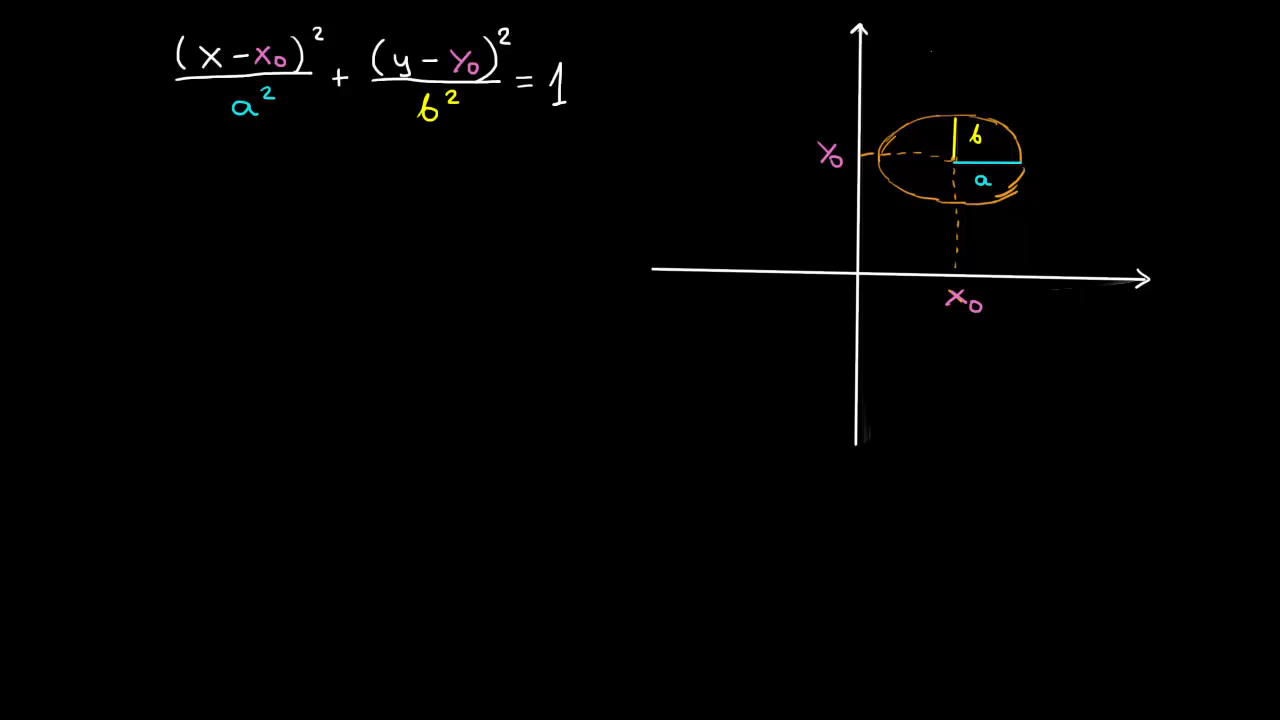 (x - x₀)² / a² + (y - y₀)² / b² = 1
b
y₀
a
x₀